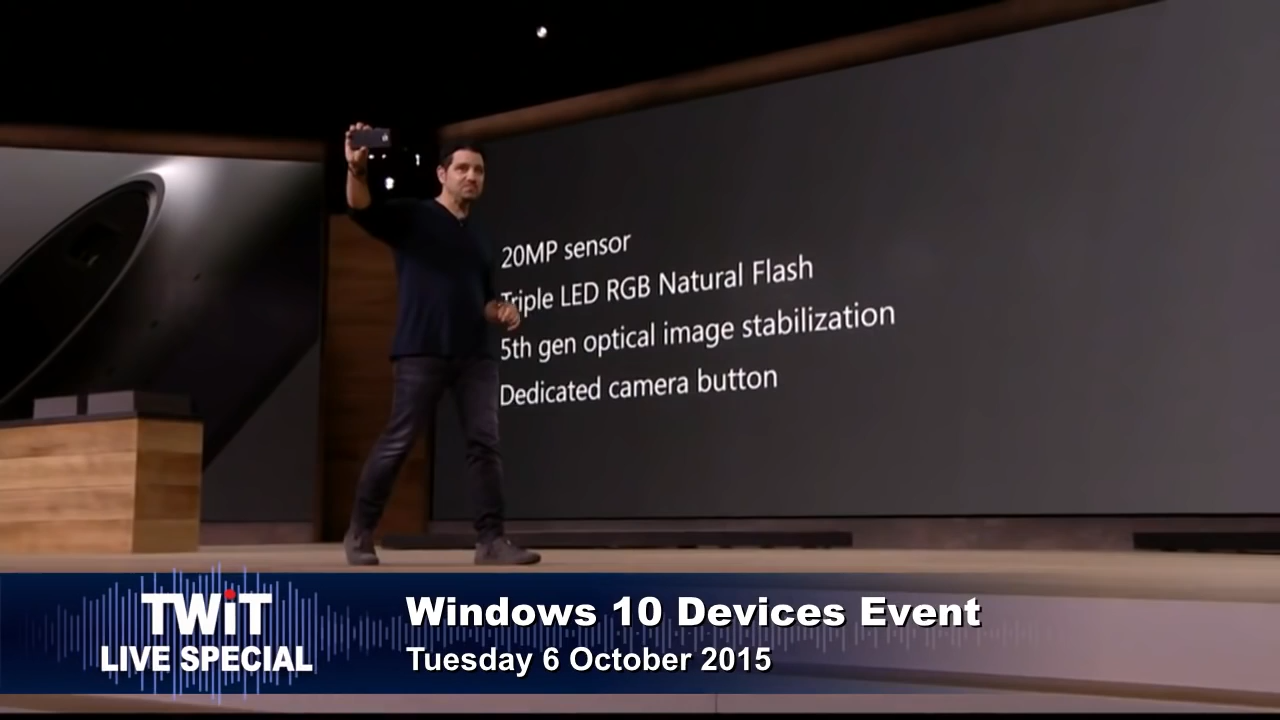 20MP sensor
Triple LED RGB Natural Flash
5th gen optical image stabilization
Dedicated camera button
TWiT
LIVE SPECIAL
Windows 10 Devices Event
Tuesday 6 October 2015